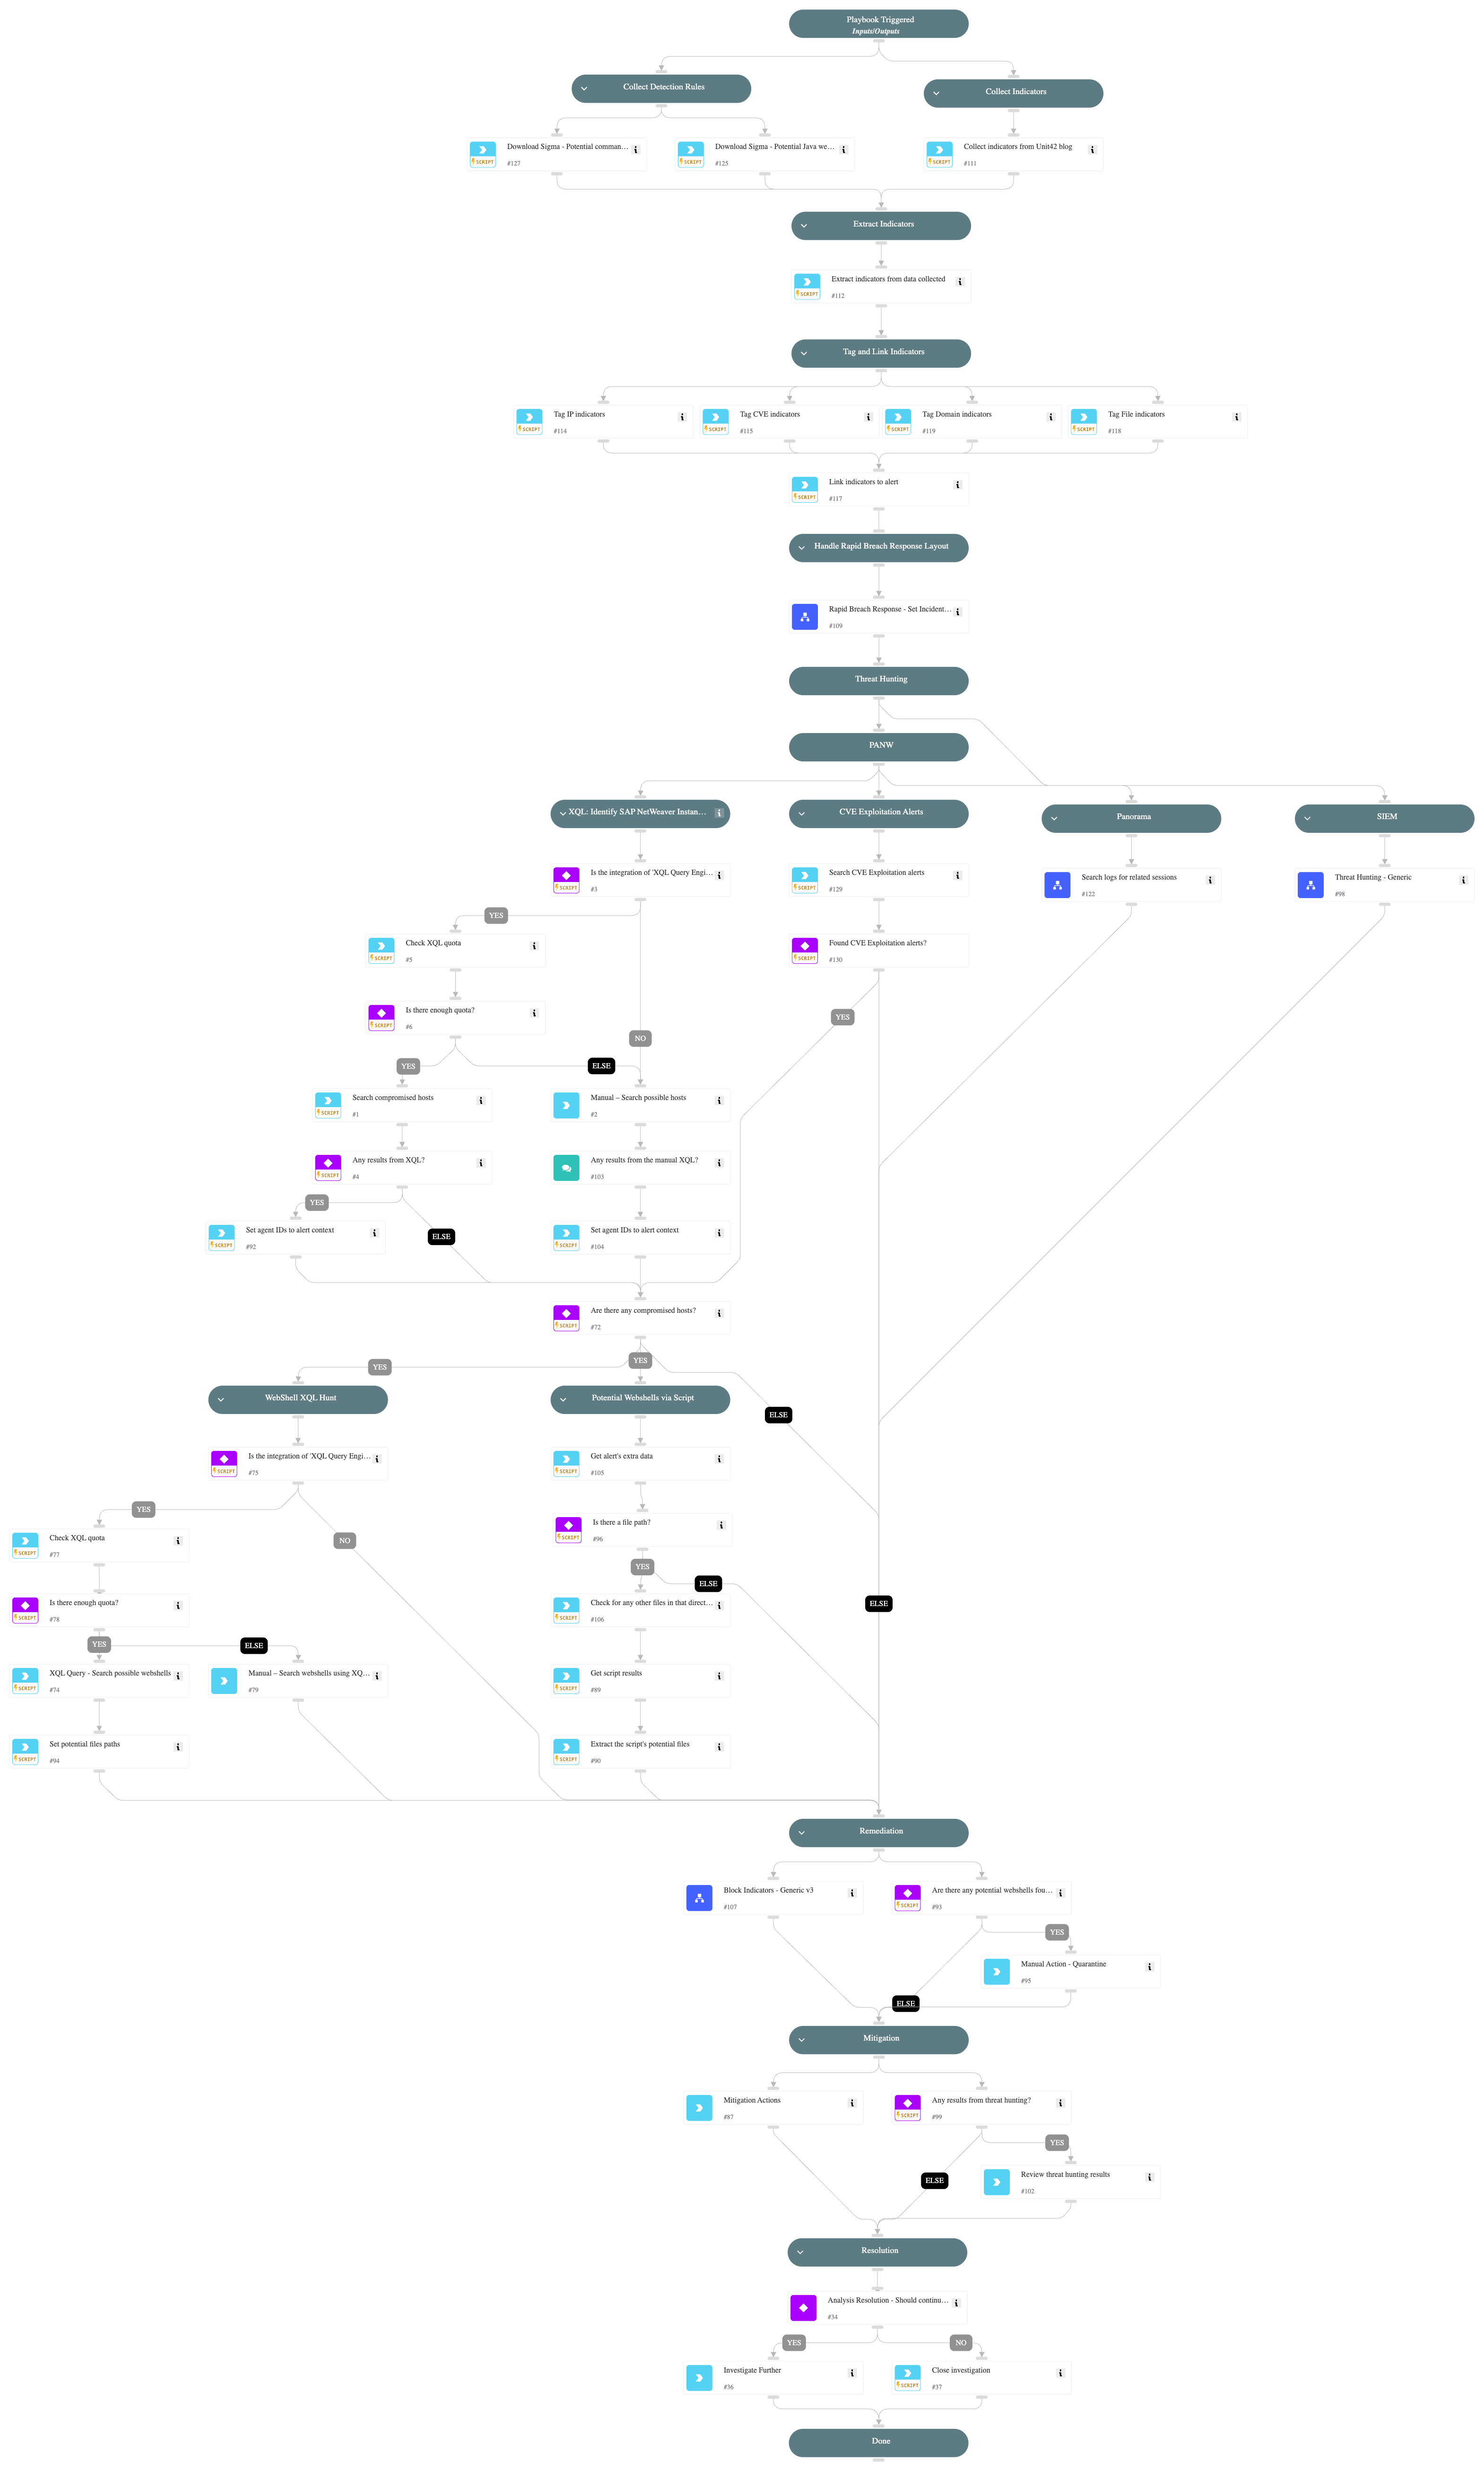 Playbook Triggered
Inputs/Outputs
Collect Detection Rules
Collect Indicators
SCRIPT
Download Sigma - Potential comman…
#127
SCRIPT
Download Sigma - Potential Java we…
#125
SCRIPT
Collect indicators from Unit42 blog
#111
Extract Indicators
SCRIPT
Extract indicators from data collected
#112
Tag and Link Indicators
SCRIPT
Tag IP indicators
#114
SCRIPT
Tag CVE indicators
#115
SCRIPT
Tag Domain indicators
#119
SCRIPT
Tag File indicators
#118
SCRIPT
Link indicators to alert
#117
Handle Rapid Breach Response Layout
Rapid Breach Response - Set Incident…
#109
Threat Hunting
PANW
XQL: Identify SAP NetWeaver Instan…
CVE Exploitation Alerts
Panorama
SIEM
SCRIPT
Is the integration of 'XQL Query Engi…
#3
SCRIPT
Search CVE Exploitation alerts
#129
Search logs for related sessions
#122
Threat Hunting - Generic
#98
YES
SCRIPT
Check XQL quota
#5
SCRIPT
Found CVE Exploitation alerts?
#130
SCRIPT
Is there enough quota?
#6
YES
NO
YES
ELSE
SCRIPT
Search compromised hosts
#1
Manual – Search possible hosts
#2
SCRIPT
Any results from XQL?
#4
Any results from the manual XQL?
#103
YES
SCRIPT
Set agent IDs to alert context
#92
ELSE
SCRIPT
Set agent IDs to alert context
#104
SCRIPT
Are there any compromised hosts?
#72
YES
YES
WebShell XQL Hunt
Potential Webshells via Script
ELSE
SCRIPT
Is the integration of 'XQL Query Engi…
#75
SCRIPT
Get alert's extra data
#105
YES
NO
SCRIPT
Is there a file path?
#96
SCRIPT
Check XQL quota
#77
YES
ELSE
SCRIPT
Is there enough quota?
#78
SCRIPT
Check for any other files in that direct…
#106
ELSE
YES
ELSE
SCRIPT
XQL Query - Search possible webshells
#74
Manual – Search webshells using XQ…
#79
SCRIPT
Get script results
#89
SCRIPT
Set potential files paths
#94
SCRIPT
Extract the script's potential files
#90
Remediation
Block Indicators - Generic v3
#107
SCRIPT
Are there any potential webshells fou…
#93
YES
Manual Action - Quarantine
#95
ELSE
Mitigation
Mitigation Actions
#87
SCRIPT
Any results from threat hunting?
#99
YES
ELSE
Review threat hunting results
#102
Resolution
Analysis Resolution - Should continu…
#34
YES
NO
Investigate Further
#36
SCRIPT
Close investigation
#37
Done